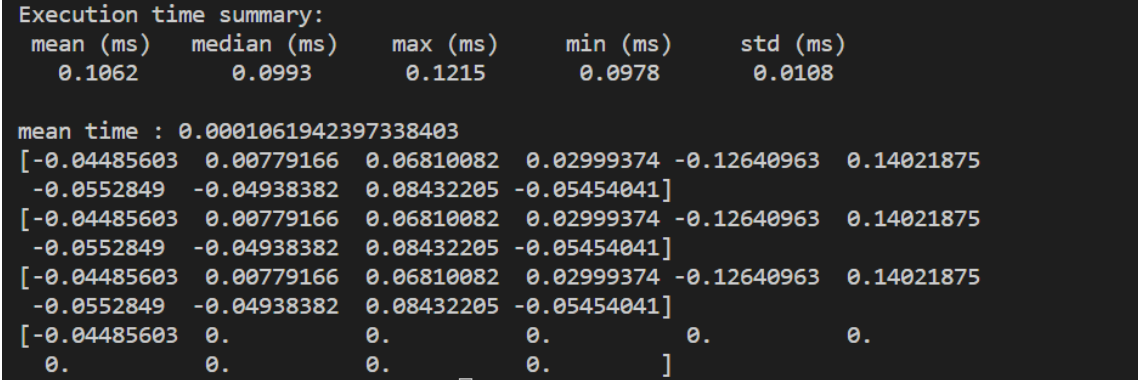 Execution time summary:
 mean (ms)   median (ms)    max (ms)     min (ms)     std (ms)
   0.1062       0.0993       0.1215       0.0978       0.0108
mean time : 0.0001061942397338403
[-0.04485603  0.00779166  0.06810082  0.02999374 -0.12640963  0.14021875
 -0.0552849  -0.04938382  0.08432205 -0.05454041]
[-0.04485603  0.00779166  0.06810082  0.02999374 -0.12640963  0.14021875
 -0.0552849  -0.04938382  0.08432205 -0.05454041]
[-0.04485603  0.00779166  0.06810082  0.02999374 -0.12640963  0.14021875
 -0.0552849  -0.04938382  0.08432205 -0.05454041]
[-0.04485603  0.          0.          0.          0.          0.
  0.          0.          0.          0.        ]